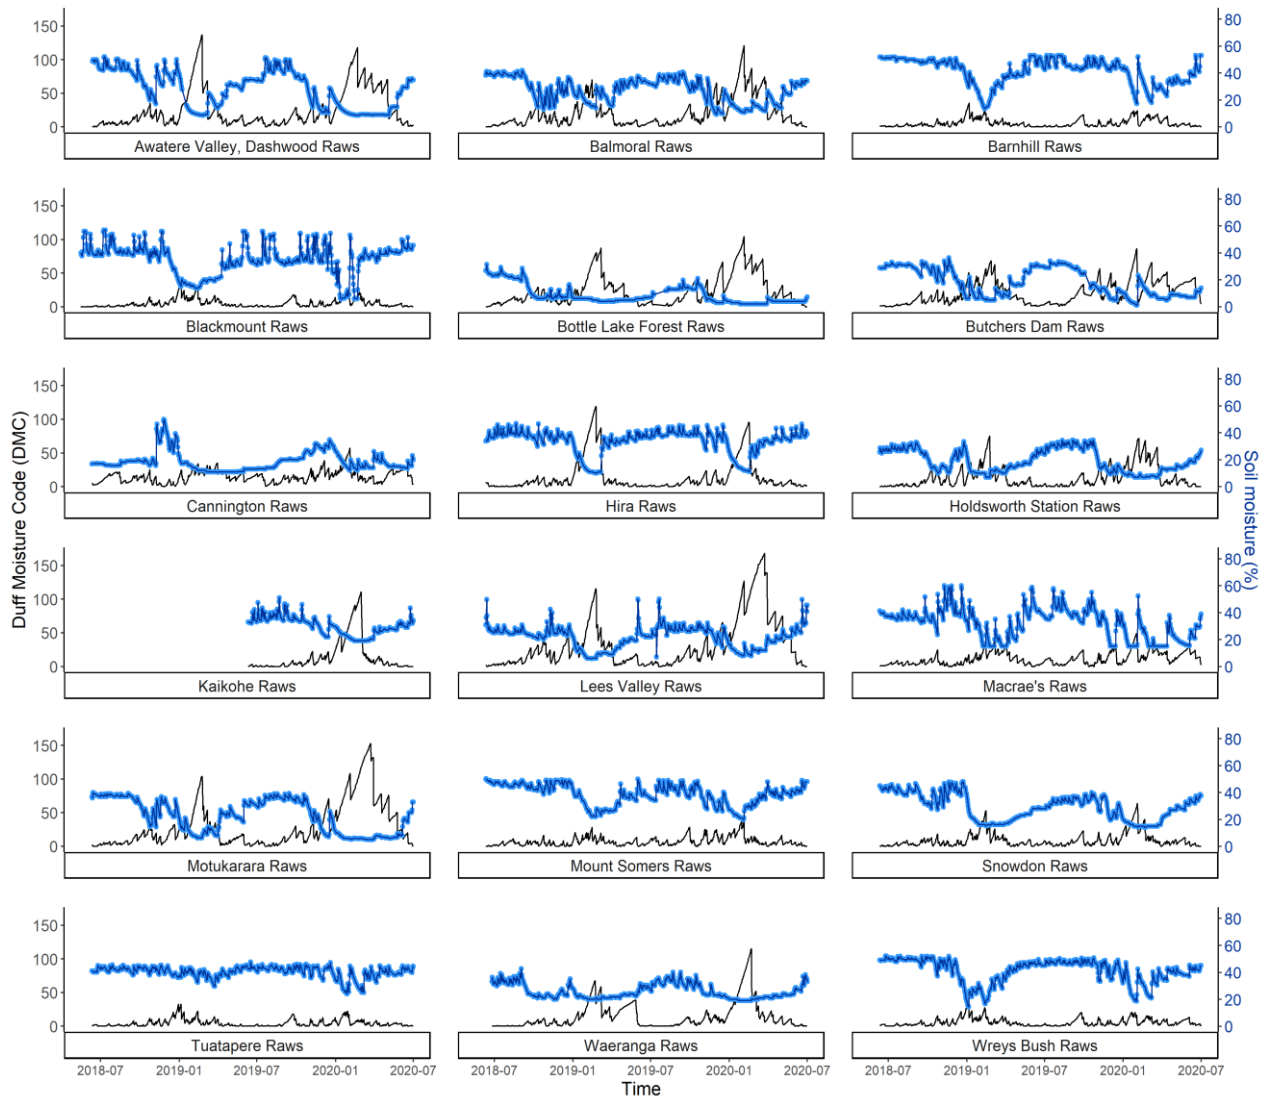 150 100 50 0
80 60 40 20 0
Awatere Valley, Dashwood Raws
Balmoral Raws
Barnhill Raws
150 100 50 0
80 60 40 20 0
Blackmount Raws
Bottle Lake Forest Raws
Butchers Dam Raws
150 100 50 0
80 60 40 20 0
Cannington Raws
Hira Raws
Holdsworth Station Raws
Duff Moisture Code (DMC)
Soil moisture (%)
150 100 50 0
80 60 40 20 0
Kaikohe Raws
Lees Valley Raws
Macrae's Raws
150 100 50 0
80 60 40 20 0
Motukarara Raws
Mount Somers Raws
Snowdon Raws
150 100 50 0
80 60 40 20 0
Tuatapere Raws
Waeranga Raws
Wreys Bush Raws
2018-07 2019-01 2019-07 2020-01 2020-07
2018-07 2019-01 2019-07 2020-01 2020-07
2018-07 2019-01 2019-07 2020-01 2020-07
Time